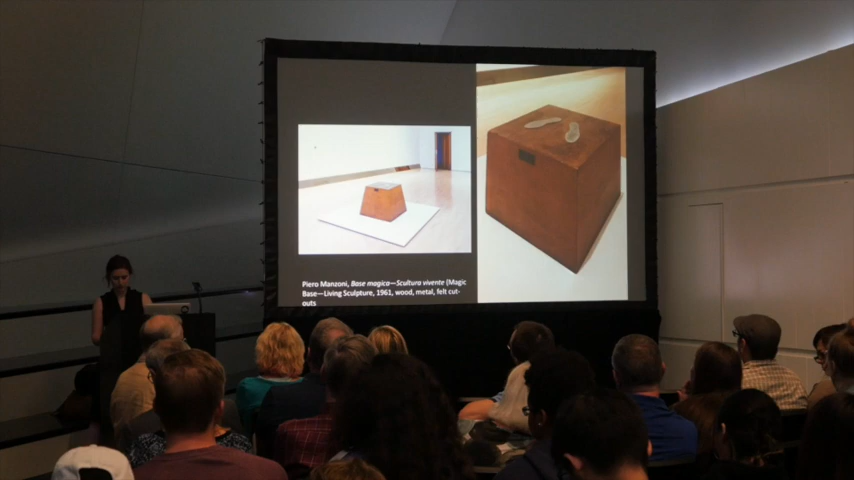 Piero Manzoni, Base magica—Scultura vivente (Magic
Base—Living Sculpture, 1961, wood, metal, felt cut-
outs